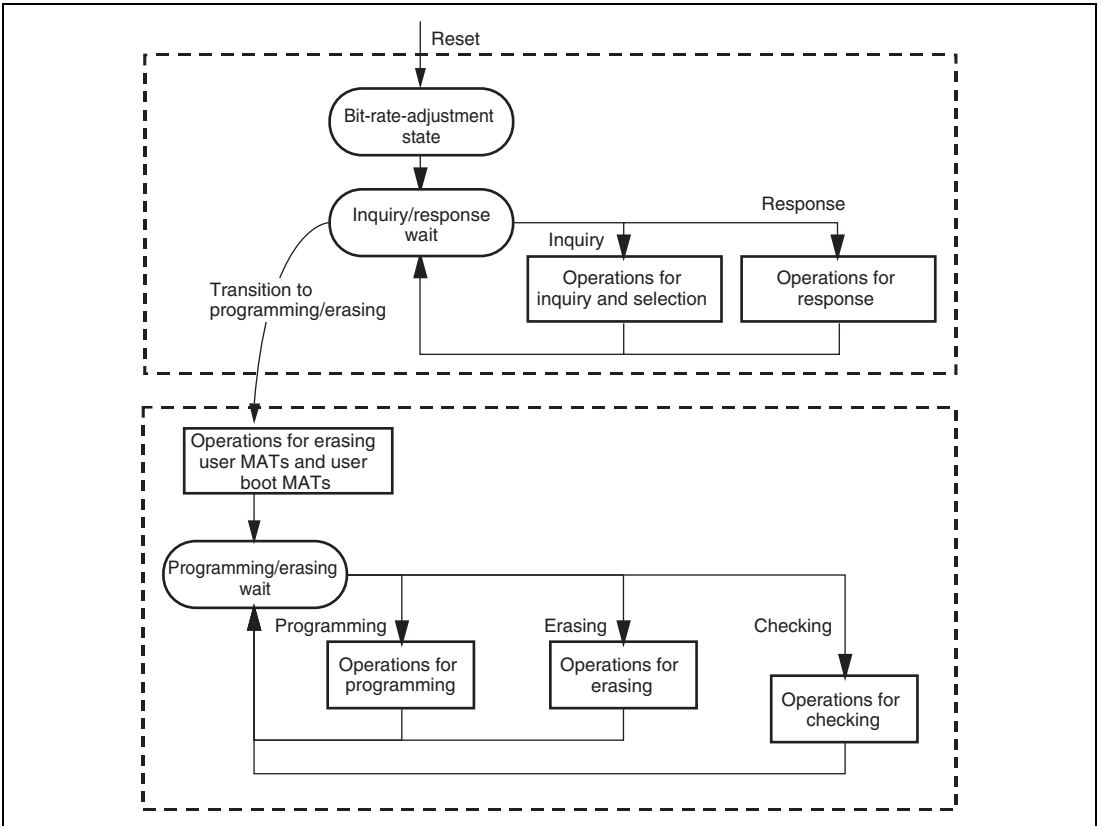 Reset
Bit-rate-adjustment
state
Inquiry/response
wait
Response
Inquiry
Operations for
inquiry and selection
Operations for
response
Transition to
programming/erasing
Operations for erasing
user MATs and user
boot MATs
Programming/erasing
wait
Programming
Erasing
Checking
Operations for
programming
Operations for
erasing
Operations for
checking